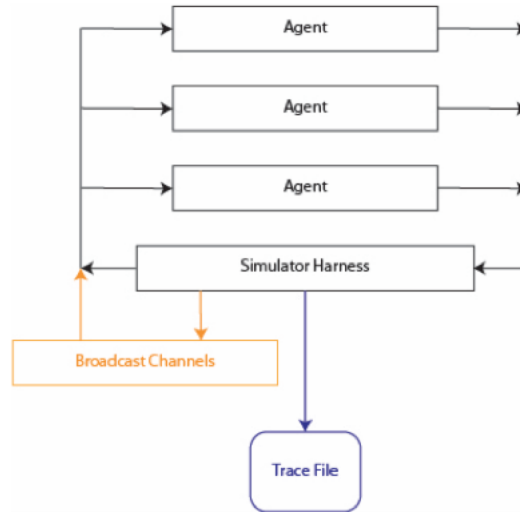 Agent
Agent
Agent
Simulator Harness
Broadcast Channels
Trace File